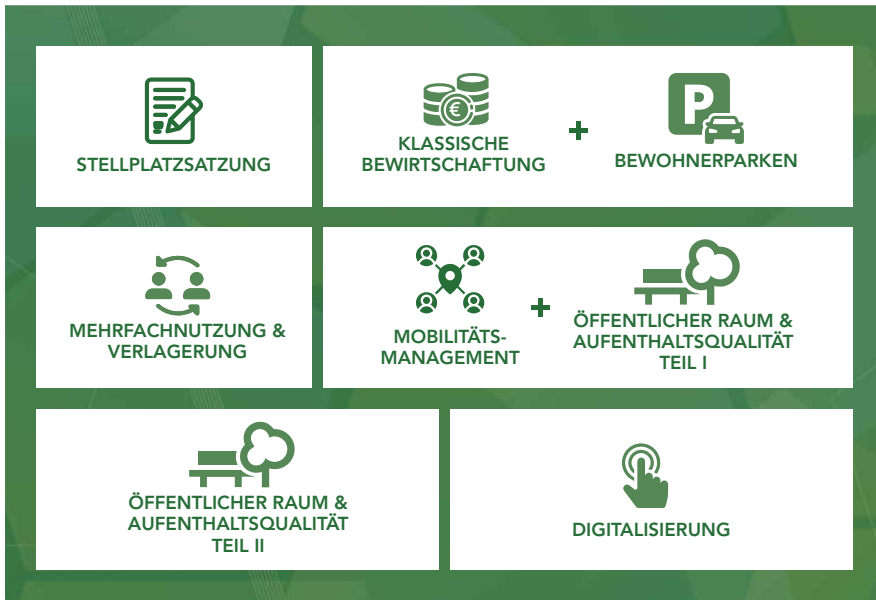 STELLPLATZSATZUNG
KLASSISCHE
BEWIRTSCHAFTUNG
+
P
BEWOHNERPARKEN
MEHRFACHNUTZUNG &
VERLAGERUNG
MOBILITÄTS-
MANAGEMENT
+
ÖFFENTLICHER RAUM &
AUFENTHALTSQUALITÄT
TEIL I
ÖFFENTLICHER RAUM &
AUFENTHALTSQUALITÄT
TEIL II
DIGITALISIERUNG